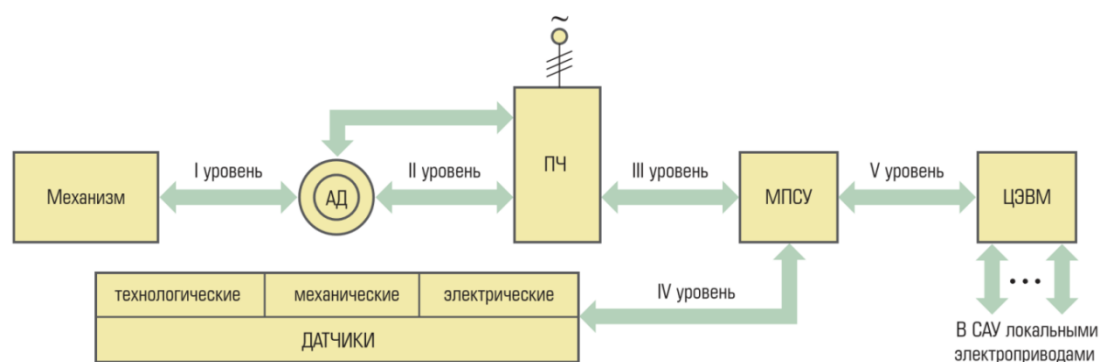 ~
I уровень
II уровень
ПЧ
III уровень
V уровень
Механизм
АД
МПСУ
ЦЭВМ
технологические
механические
электрические
IV уровень
...
ДАТЧИКИ
В САУ локальными
электроприводами